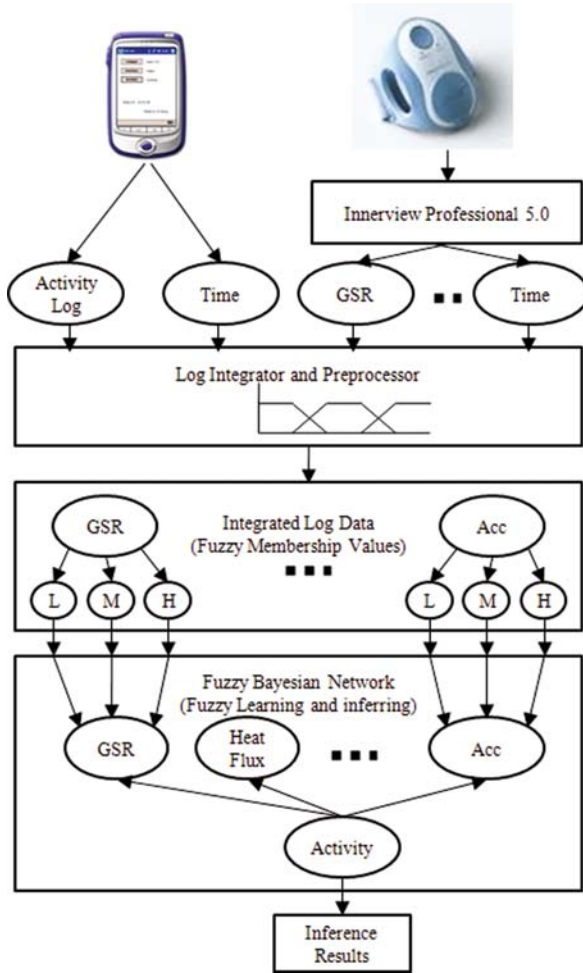 Innerview Professional 5.0
Activity
Log
Time
GSR
Time
Log Integrator and Preprocessor
GSR
Integrated Log Data
(Fuzzy Membership Values)
Acc
L
M
H
L
M
H
Fuzzy Bayesian Network
(Fuzzy Learning and inferring)
GSR
Heat
Flux
Acc
Activity
Inference
Results